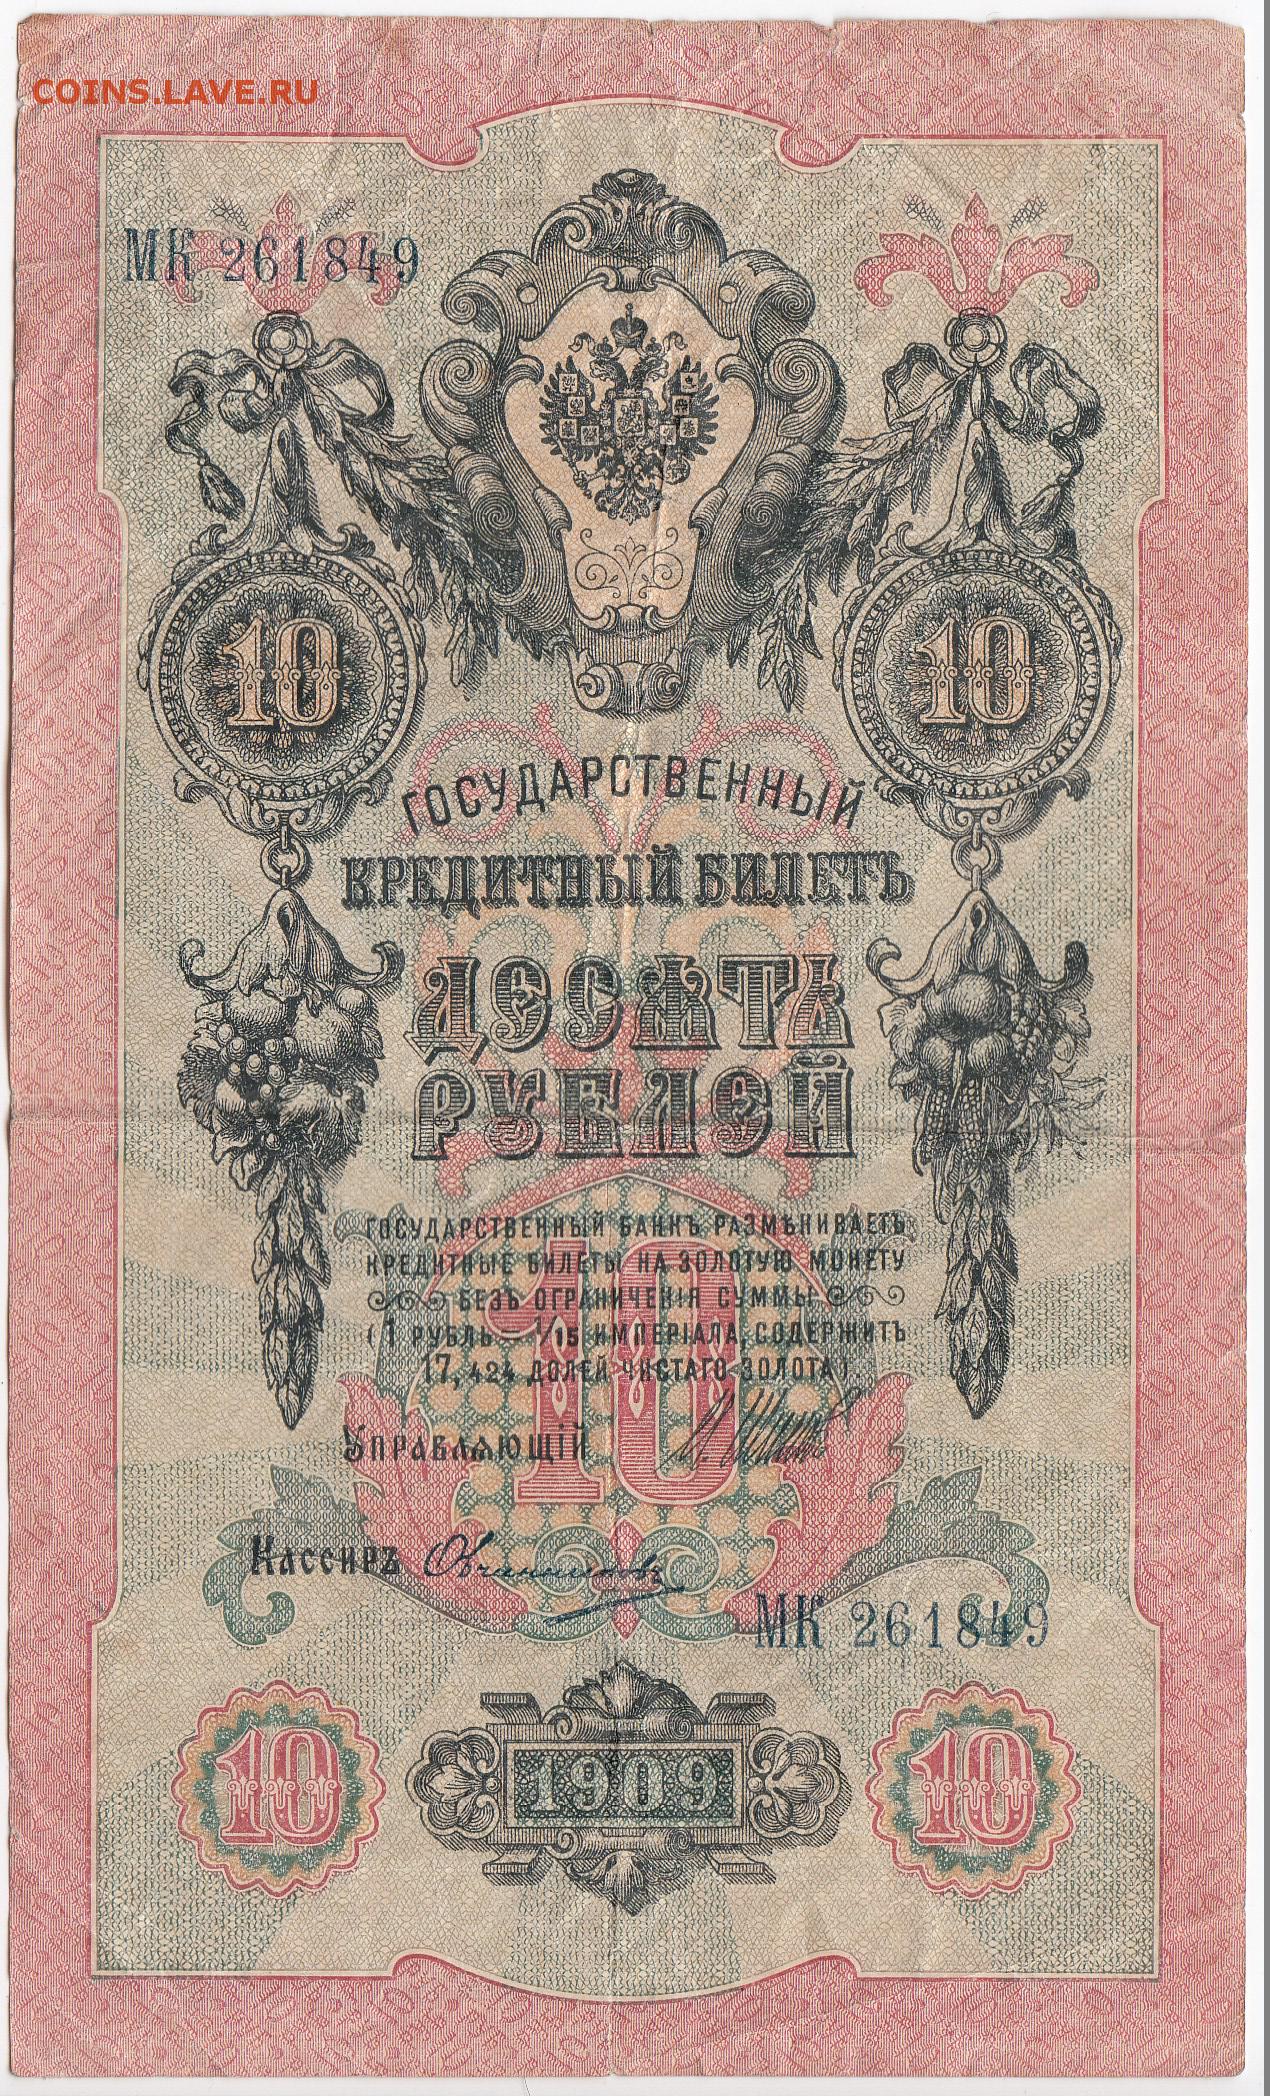 COINS.LAVE.RU
МК 261849
10 10
ГОСУДАРСТВЕННЫЙ
КРЕДИТНЫЙ БИЛЕТЪ
ДЕСЯТЬ
РУБЛЕЙ
ГОСУДАРСТВЕННЫЙ БАНКЪ РАЗМѢНИВАЕТЪ
КРЕДИТНЫЕ БИЛЕТЫ НА ЗОЛОТУЮ МОНЕТУ
БЕЗЪ ОГРАНИЧЕНІЯ СУММЫ
(1 РУБЛЬ = 1/15 ИМПЕРІАЛА, СОДЕРЖИТЪ
17,424 ДОЛЕЙ ЧИСТАГО ЗОЛОТА).
10
УПРАВЛЯЮЩІЙ
КАССИРЪ Овчинниковъ
МК 261849
10 1909 10